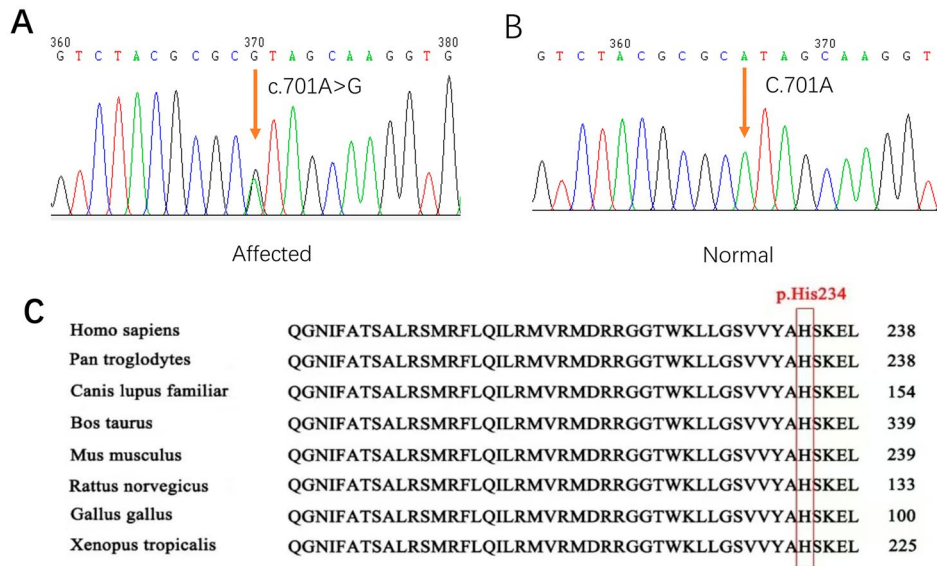 A
360 370 380
G T C T A C G C G C G T A G C A A G G T G
c.701A>G
Affected
B
360 370
G T C T A C G C G C A T A G C A A G G T
C.701A
Normal
C
p.His234
Homo sapiens QGNIFATSALRSMRFLQILRMVRMDRRGGTWKLLGSVVYAHSKEL 238
Pan troglodytes QGNIFATSALRSMRFLQILRMVRMDRRGGTWKLLGSVVYAHSKEL 238
Canis lupus familiar QGNIFATSALRSMRFLQILRMVRMDRRGGTWKLLGSVVYAHSKEL 154
Bos taurus QGNIFATSALRSMRFLQILRMVRMDRRGGTWKLLGSVVYAHSKEL 339
Mus musculus QGNIFATSALRSMRFLQILRMVRMDRRGGTWKLLGSVVYAHSKEL 239
Rattus norvegicus QGNIFATSALRSMRFLQILRMVRMDRRGGTWKLLGSVVYAHSKEL 133
Gallus gallus QGNIFATSALRSMRFLQILRMVRMDRRGGTWKLLGSVVYAHSKEL 100
Xenopus tropicalis QGNIFATSALRSMRFLQILRMVRMDRRGGTWKLLGSVVYAHSKEL 225